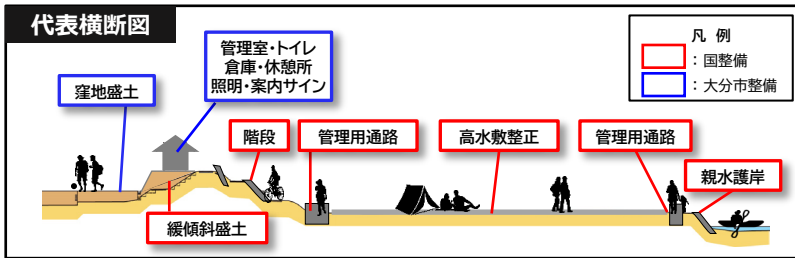 代表横断図
管理室・トイレ
倉庫・休憩所
照明・案内サイン
凡 例
：国整備
：大分市整備
窪地盛土
階段
管理用通路
高水敷整正
管理用通路
親水護岸
緩傾斜盛土